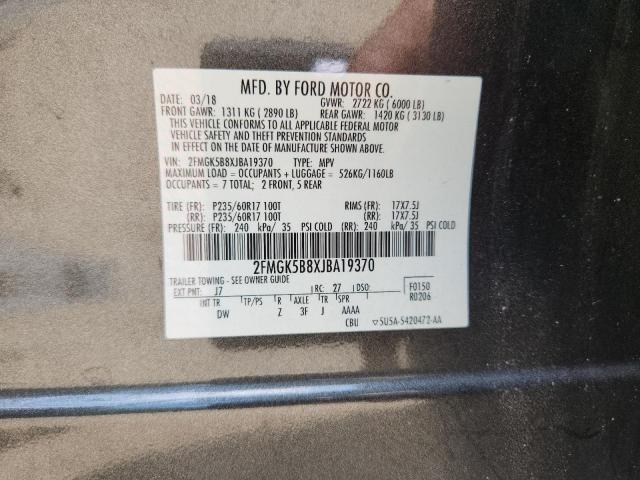 MFD. BY FORD MOTOR CO.
DATE: 03/18 GVWR: 2722 KG ( 6000 LB)
FRONT GAWR: 1311 KG ( 2890 LB) REAR GAWR: 1420 KG ( 3130 LB)
THIS VEHICLE CONFORMS TO ALL APPLICABLE FEDERAL MOTOR
VEHICLE SAFETY AND THEFT PREVENTION STANDARDS IN
EFFECT ON THE DATE OF MANUFACTURE SHOWN ABOVE.
VIN: 2FMGK5B8XJBA19370 TYPE: MPV
MAXIMUM LOAD = OCCUPANTS + LUGGAGE = 526KG/1160LB
OCCUPANTS = 7 TOTAL; 2 FRONT, 5 REAR
TIRE (FR): P235/60R17 100T RIMS (FR): 17X7.5J
(RR): P235/60R17 100T (RR): 17X7.5J
PRESSURE (FR): 240 kPa/ 35 PSI COLD (RR): 240 kPa/ 35 PSI COLD
2FMGK5B8XJBA19370
TRAILER TOWING - SEE OWNER GUIDE
EXT PNT: J7 RC: 27 DSO: F0150
R0206
INT TR TP/PS R AXLE TR SPR
DW Z 3F J AAAA
CBU ▽5U5A-S420472-AA